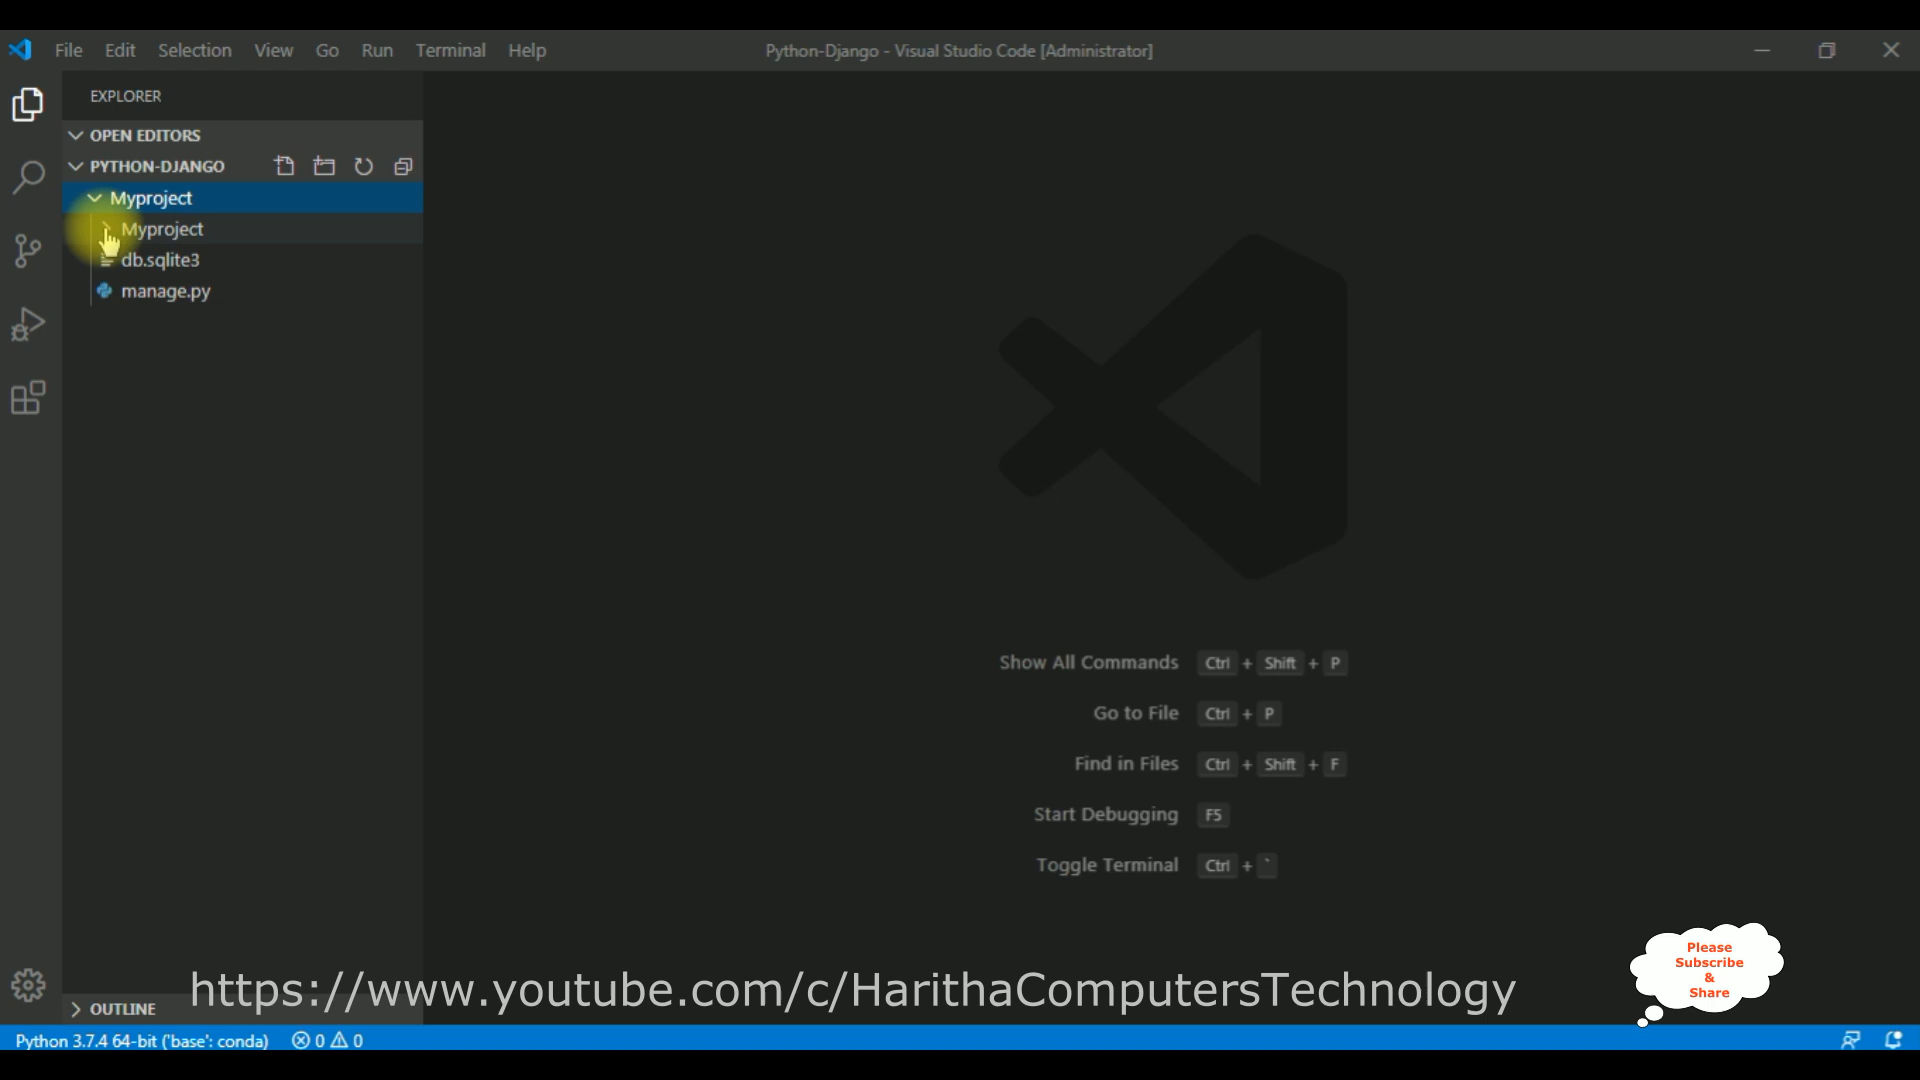 File Edit Selection View Go Run Terminal Help
Python-Django - Visual Studio Code [Administrator]
EXPLORER
OPEN EDITORS
PYTHON-DJANGO
Myproject
Myproject
db.sqlite3
manage.py
Show All Commands Ctrl + Shift + P
Go to File Ctrl + P
Find in Files Ctrl + Shift + F
Start Debugging F5
Toggle Terminal Ctrl + `
Please
Subscribe
&
Share
https://www.youtube.com/c/HarithaComputersTechnology
OUTLINE
Python 3.7.4 64-bit ('base': conda) 0 0